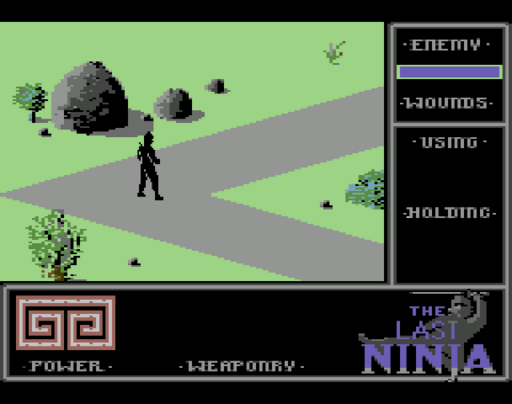 ·ENEMY·
·WOUNDS·
·USING·
·HOLDING·
·POWER·
·WEAPONRY·
THE
LAST
NINJA